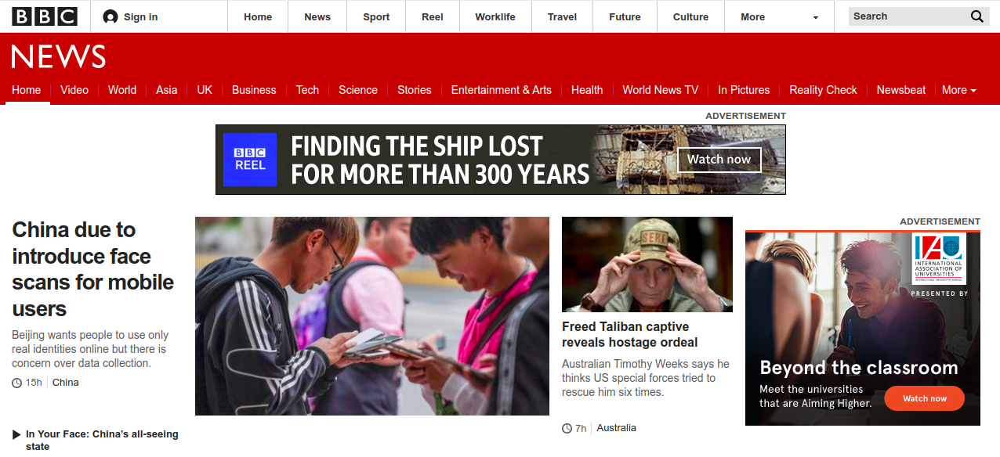 BBC
Sign in
Home
News
Sport
Reel
Worklife
Travel
Future
Culture
More
Search
NEWS
Home
Video
World
Asia
UK
Business
Tech
Science
Stories
Entertainment & Arts
Health
World News TV
In Pictures
Reality Check
Newsbeat
More
ADVERTISEMENT
BBC
REEL
FINDING THE SHIP LOST
FOR MORE THAN 300 YEARS
Watch now
China due to
introduce face
scans for mobile
users
Beijing wants people to use only
real identities online but there is
concern over data collection.
15h
China
In Your Face: China's all-seeing
state
SERT
Freed Taliban captive
reveals hostage ordeal
Australian Timothy Weeks says he
thinks US special forces tried to
rescue him six times.
7h
Australia
ADVERTISEMENT
IAU
INTERNATIONAL
ASSOCIATION OF
UNIVERSITIES
PRESENTED BY
Beyond the classroom
Meet the universities
that are Aiming Higher.
Watch now